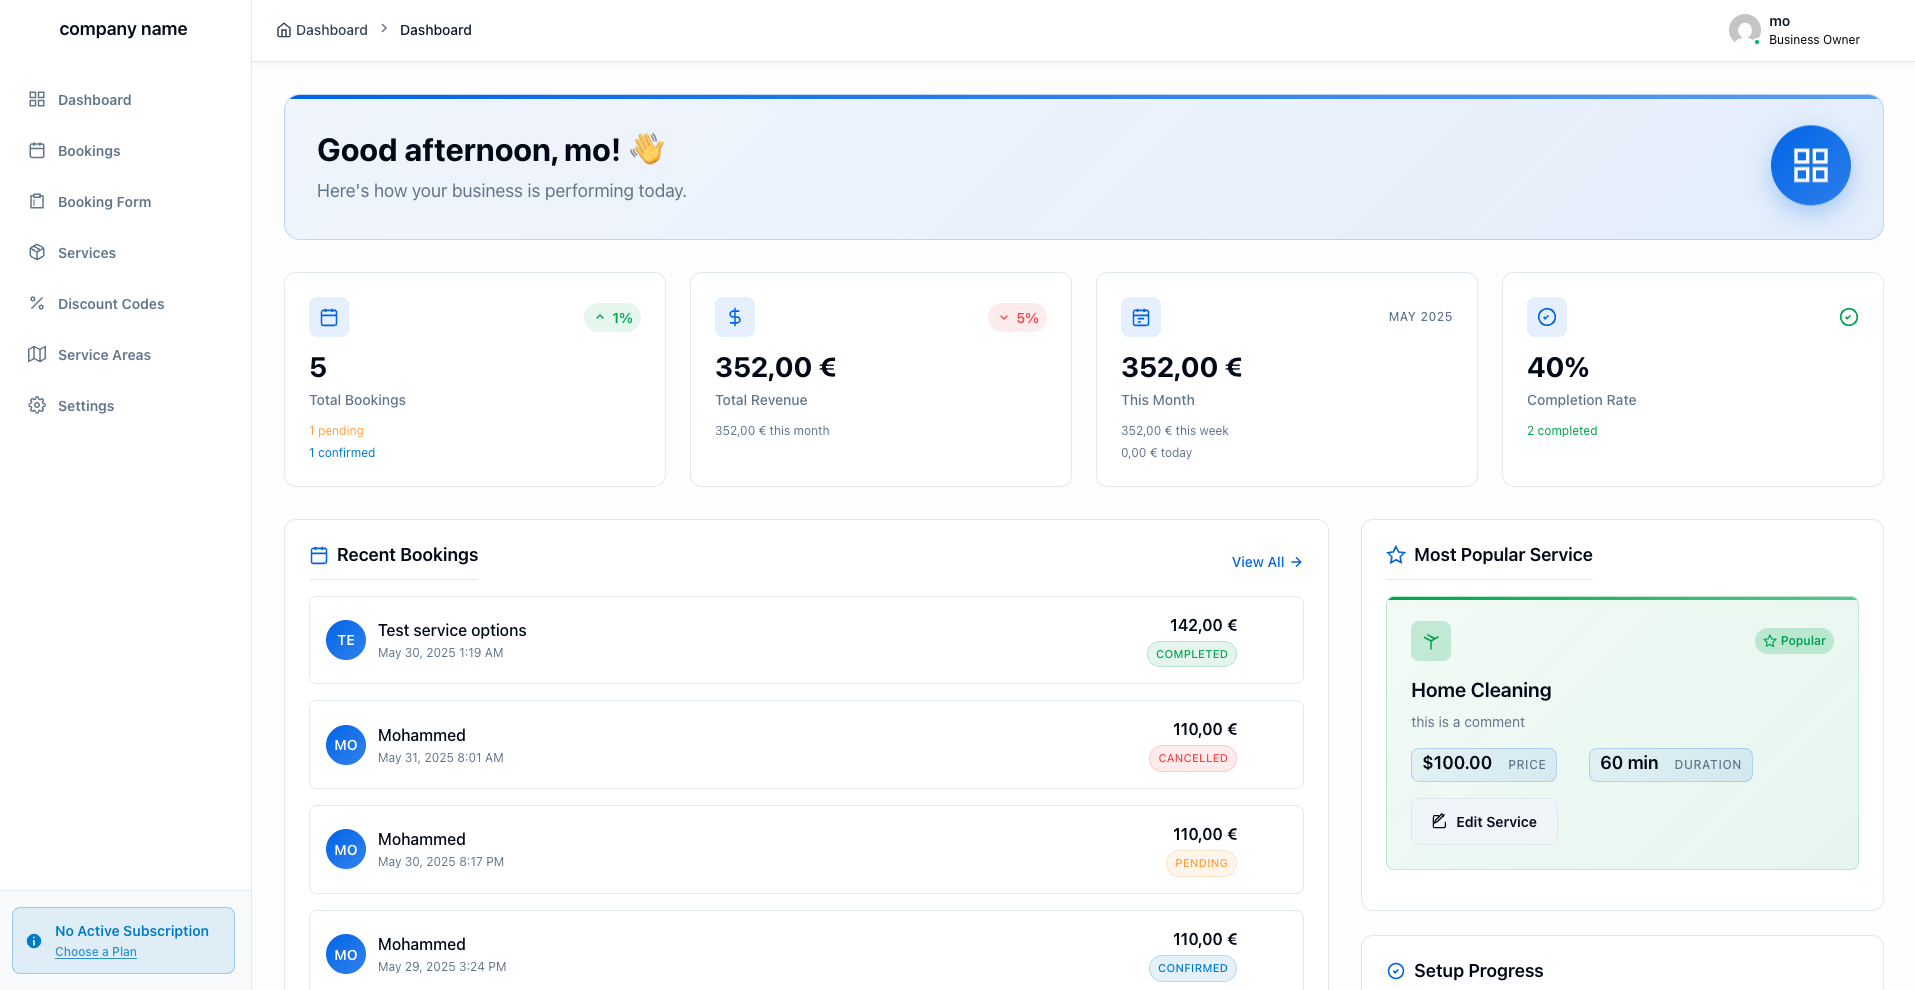 company name
Dashboard
Bookings
Booking Form
Services
Discount Codes
Service Areas
Settings
No Active Subscription
Choose a Plan
Dashboard > Dashboard
mo
Business Owner
Good afternoon, mo! 👋
Here's how your business is performing today.
1%
5
Total Bookings
1 pending
1 confirmed
5%
352,00 €
Total Revenue
352,00 € this month
MAY 2025
352,00 €
This Month
352,00 € this week
0,00 € today
40%
Completion Rate
2 completed
Recent Bookings
View All →
TE
Test service options
May 30, 2025 1:19 AM
142,00 €
COMPLETED
MO
Mohammed
May 31, 2025 8:01 AM
110,00 €
CANCELLED
MO
Mohammed
May 30, 2025 8:17 PM
110,00 €
PENDING
MO
Mohammed
May 29, 2025 3:24 PM
110,00 €
CONFIRMED
Most Popular Service
Popular
Home Cleaning
this is a comment
$100.00 PRICE
60 min DURATION
Edit Service
Setup Progress